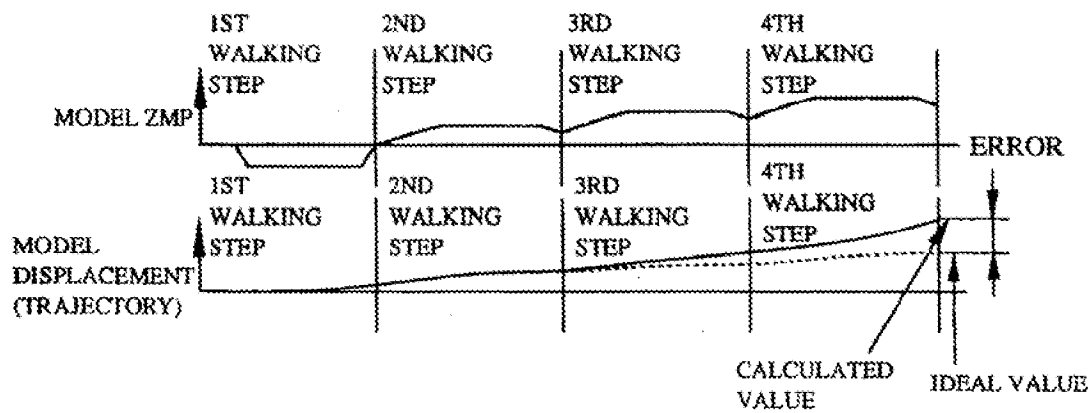 1ST
WALKING
STEP
2ND
WALKING
STEP
3RD
WALKING
STEP
4TH
WALKING
STEP
MODEL ZMP
ERROR
1ST
WALKING
STEP
2ND
WALKING
STEP
3RD
WALKING
STEP
4TH
WALKING
STEP
MODEL
DISPLACEMENT
(TRAJECTORY)
CALCULATED
VALUE
IDEAL VALUE